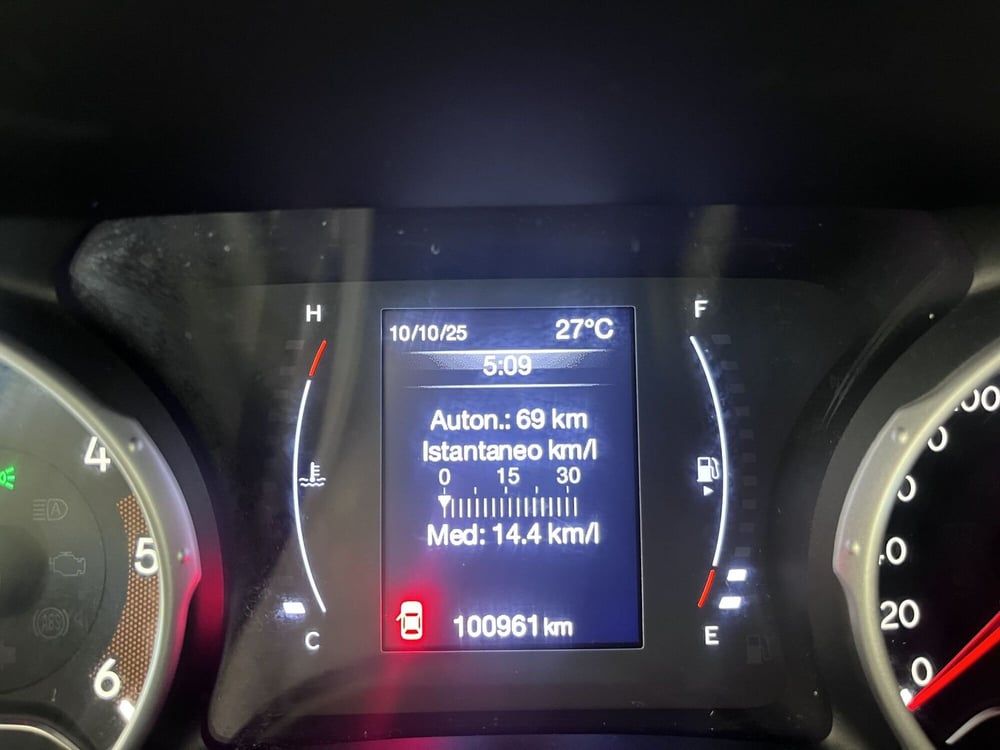 H
F
10/10/25 27°C
5:09
Auton.: 69 km
Istantaneo km/l
0 15 30
Med: 14.4 km/l
100961 km
C
E
4
5
6
A
ABS
20
0